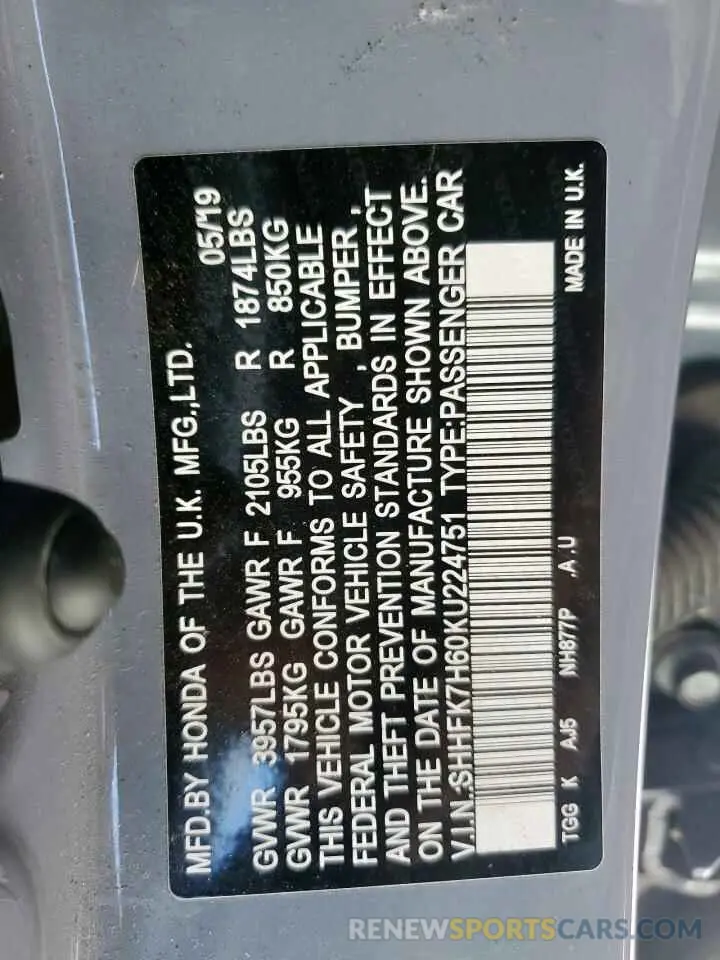 MFD.BY HONDA OF THE U.K. MFG.,LTD. 05/19
GVWR 3957LBS GAWR F 2105LBS R 1874LBS
GVWR 1795KG GAWR F 955KG R 850KG
THIS VEHICLE CONFORMS TO ALL APPLICABLE
FEDERAL MOTOR VEHICLE SAFETY , BUMPER ,
AND THEFT PREVENTION STANDARDS IN EFFECT
ON THE DATE OF MANUFACTURE SHOWN ABOVE.
V.I.N.:SHHFK7H60KU224751 TYPE:PASSENGER CAR
TGG K AJ5 NH877P .A .U MADE IN U.K.
RENEWSPORTSCARS.COM